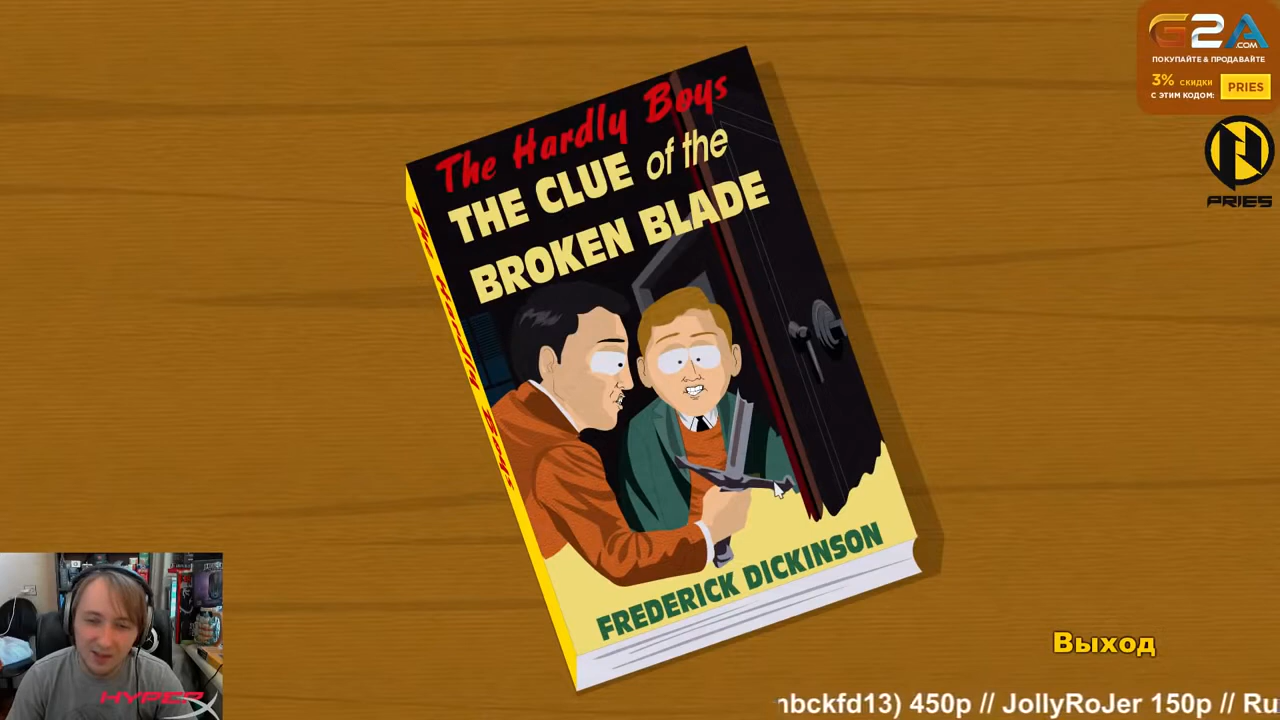 G2A
.COM
ПОКУПАЙТЕ & ПРОДАВАЙТЕ
3% СКИДКИ
С ЭТИМ КОДОМ:
PRIES
PRIES
The Hardly Boys
THE CLUE of the
BROKEN BLADE
The Hardly Boys
FREDERICK DICKINSON
Выход
HYPERX
nbckfd13) 450p // JollyRoJer 150p // Ru